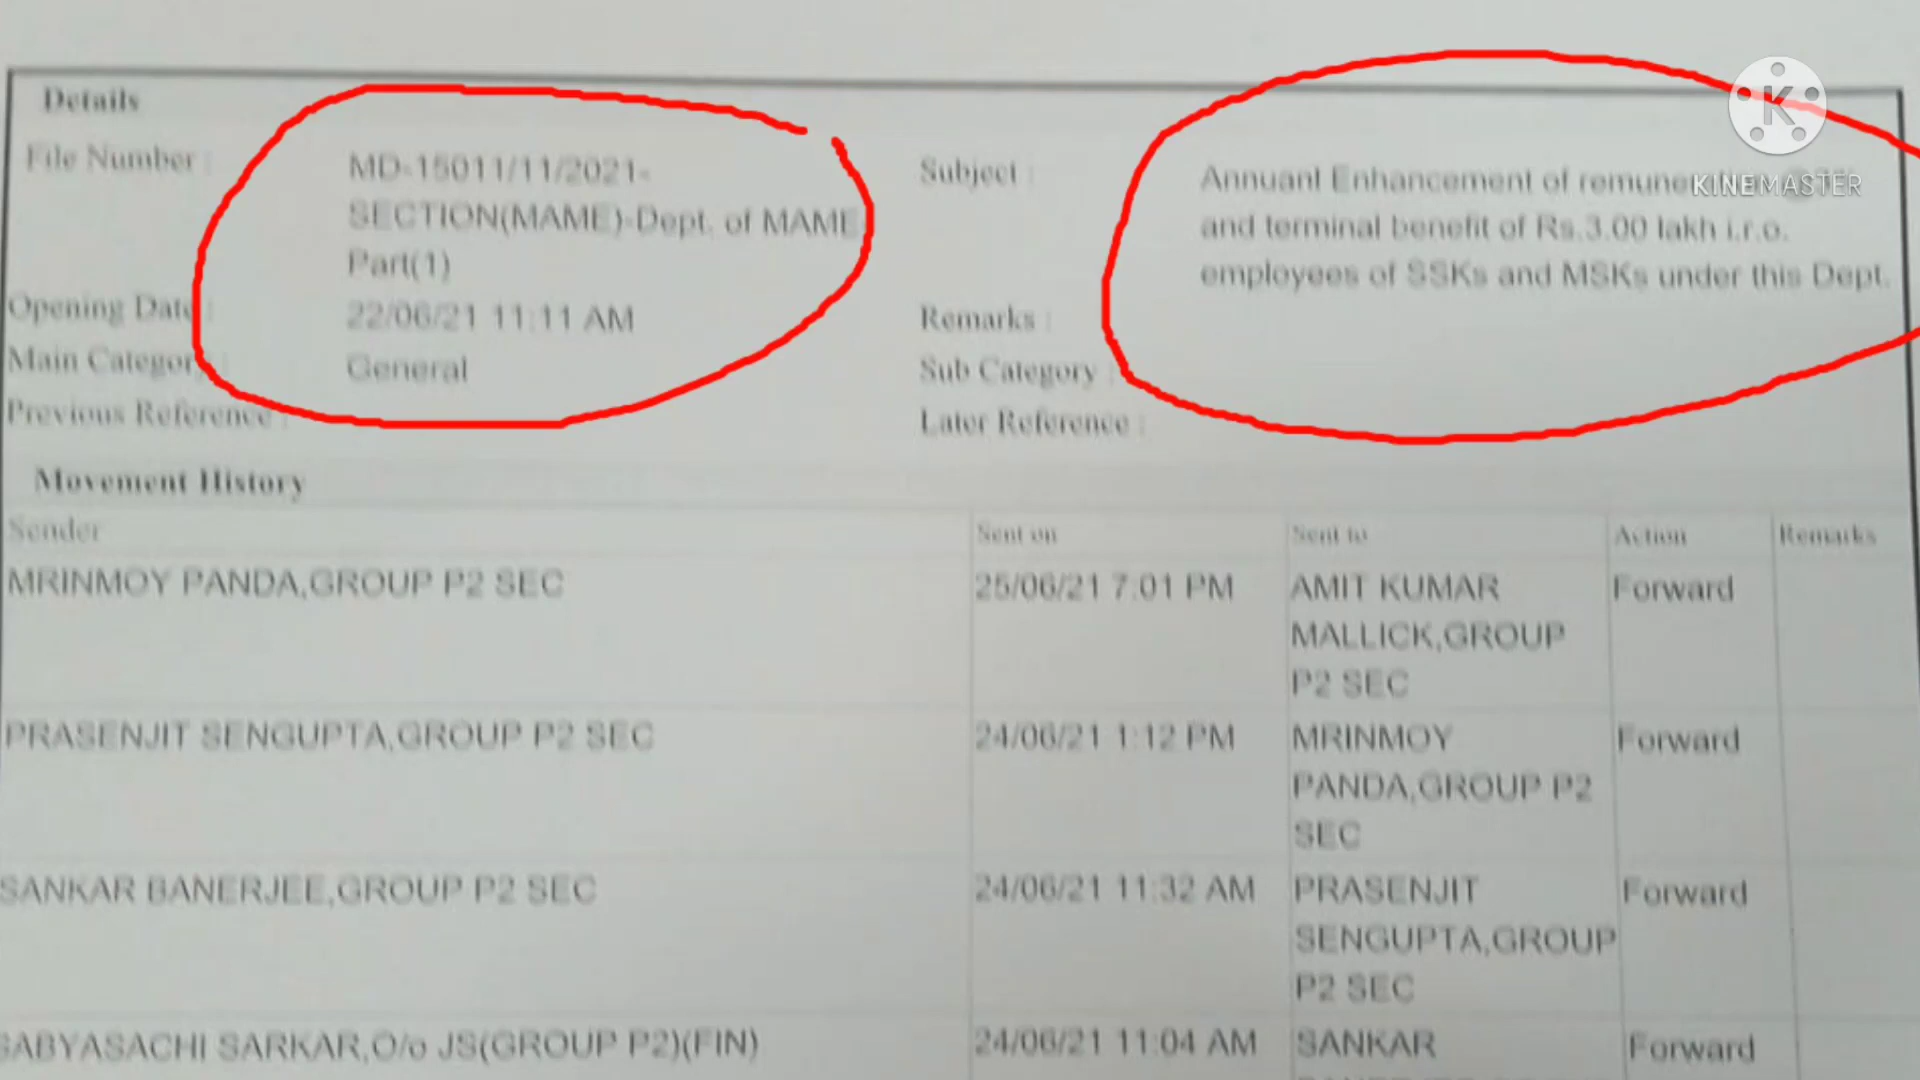 Details
File Number :
MD-15011/11/2021-
SECTION(MAME)-Dept. of MAME
Part(1)
Opening Date :
22/06/21 11:11 AM
Main Category :
General
Previous Reference :
Subject :
Annuanl Enhancement of
and terminal benefit of Rs.3.00 lakh i.r.o.
employees of SSKs and MSKs under this Dept.
Remarks :
Sub Category :
Later Reference :
KINEMASTER
Movement History
Sender Sent on Sent to Action Remarks
MRINMOY PANDA,GROUP P2 SEC 25/06/21 7:01 PM AMIT KUMAR Forward
MALLICK,GROUP
P2 SEC
PRASENJIT SENGUPTA,GROUP P2 SEC 24/06/21 1:12 PM MRINMOY Forward
PANDA,GROUP P2
SEC
SANKAR BANERJEE,GROUP P2 SEC 24/06/21 11:32 AM PRASENJIT Forward
SENGUPTA,GROUP
P2 SEC
SABYASACHI SARKAR,O/o JS(GROUP P2)(FIN) 24/06/21 11:04 AM SANKAR Forward